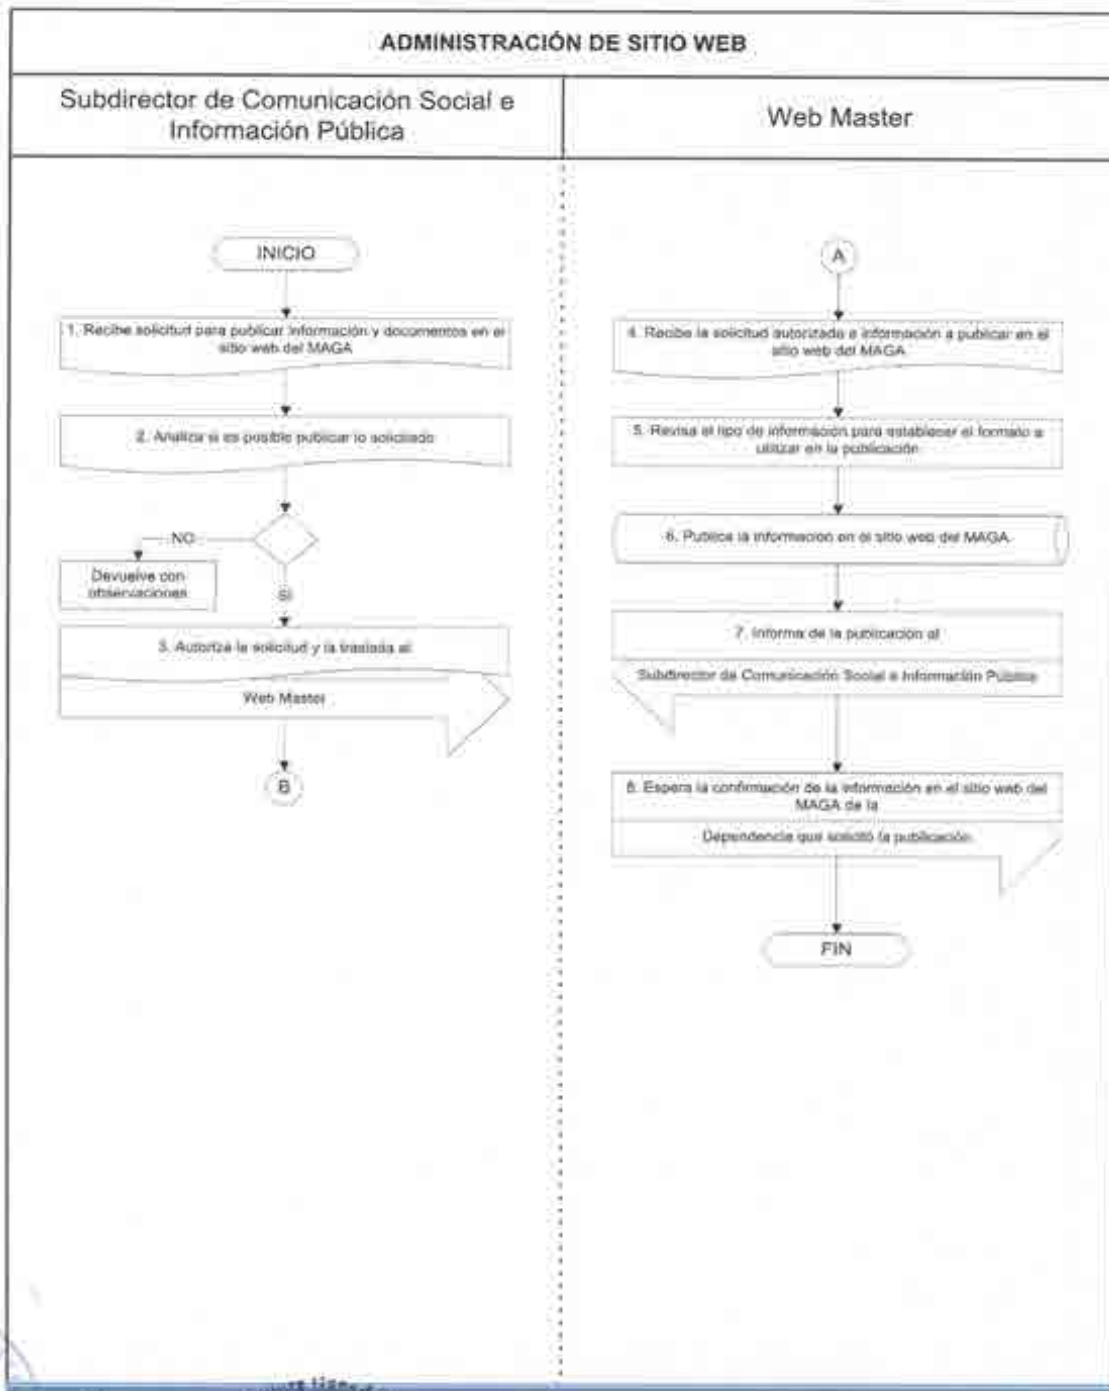 ADMINISTRACIÓN DE SITIO WEB
Subdirector de Comunicación Social e
Información Pública
Web Master
INICIO
1. Recibe solicitud para publicar información y documentos en el
sitio web del MAGA
2. Analiza si es posible publicar lo solicitado
NO
Devuelve con
observaciones
SI
3. Autoriza la solicitud y la traslada al
Web Master
B
A
4. Recibe la solicitud autorizada e información a publicar en el
sitio web del MAGA
5. Revisa el tipo de información para establecer el formato a
utilizar en la publicación
6. Publica la información en el sitio web del MAGA
7. Informa de la publicación al
Subdirector de Comunicación Social e Información Pública
8. Espera la confirmación de la información en el sitio web del
MAGA de la
Dependencia que solicitó la publicación
FIN